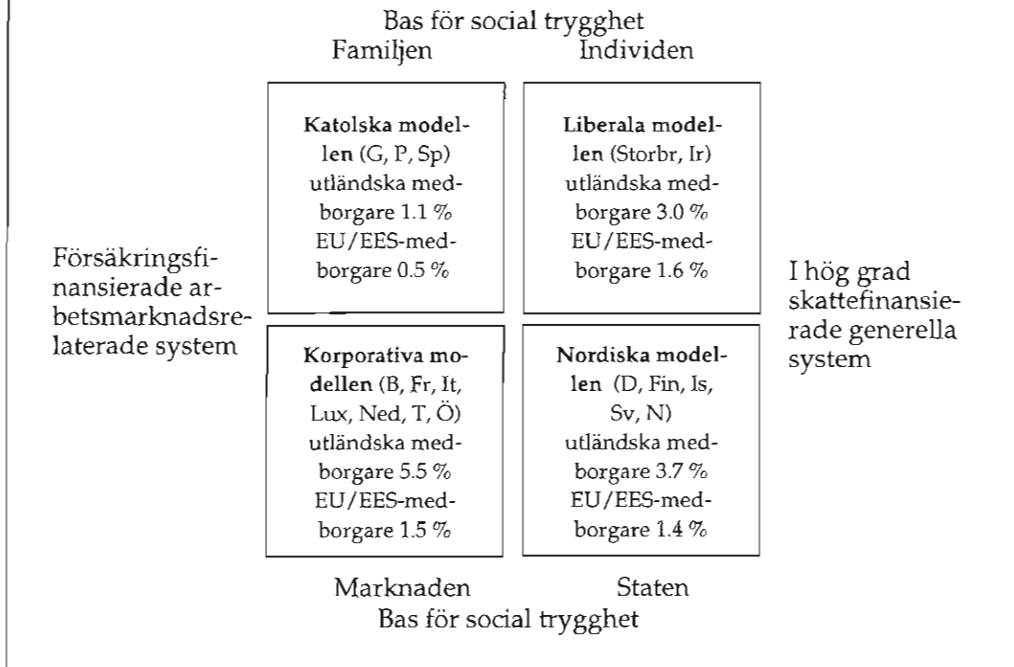 Bas för social trygghet
Familjen Individen
Katolska model-
len (G, P, Sp)
utländska med-
borgare 1.1 %
EU/EES-med-
borgare 0.5 %
Liberala model-
len (Storbr, Ir)
utländska med-
borgare 3.0 %
EU/EES-med-
borgare 1.6 %
Försäkringsfi-
nansierade ar-
betsmarknadsre-
laterade system
I hög grad
skattefinansie-
rade generella
system
Korporativa mo-
dellen (B, Fr, It,
Lux, Ned, T, Ö)
utländska med-
borgare 5.5 %
EU/EES-med-
borgare 1.5 %
Nordiska model-
len (D, Fin, Is,
Sv, N)
utländska med-
borgare 3.7 %
EU/EES-med-
borgare 1.4 %
Marknaden Staten
Bas för social trygghet